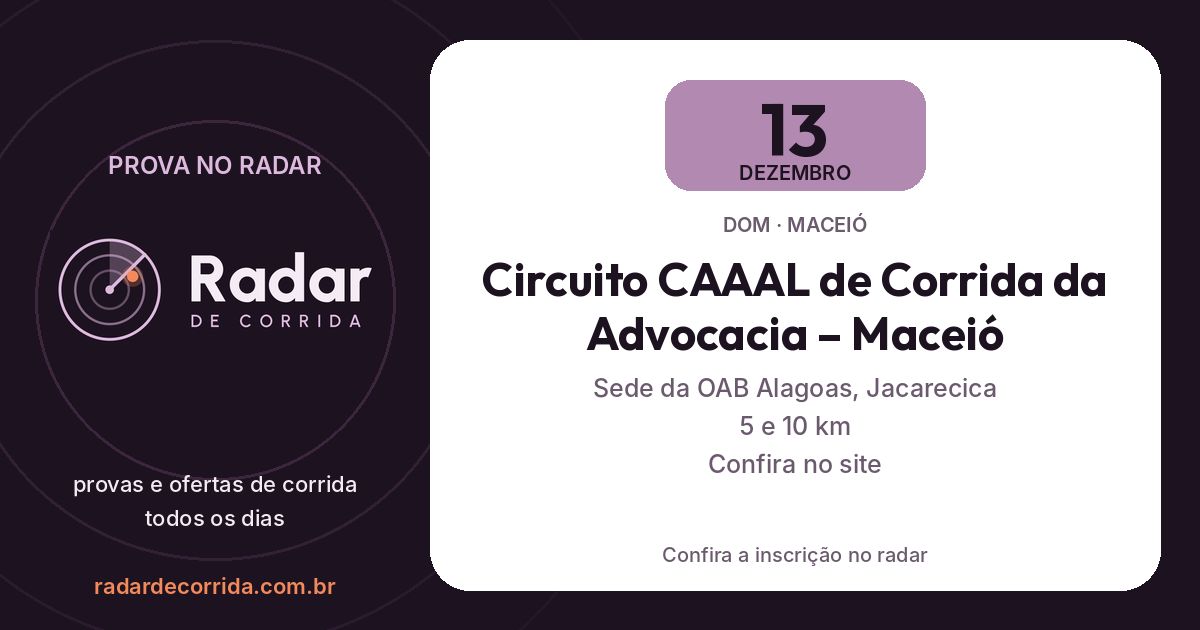 PROVA NO RADAR
Radar
DE CORRIDA
provas e ofertas de corrida
todos os dias
radardecorrida.com.br
13
DEZEMBRO
DOM · MACEIÓ
Circuito CAAAL de Corrida da
Advocacia – Maceió
Sede da OAB Alagoas, Jacarecica
5 e 10 km
Confira no site
Confira a inscrição no radar